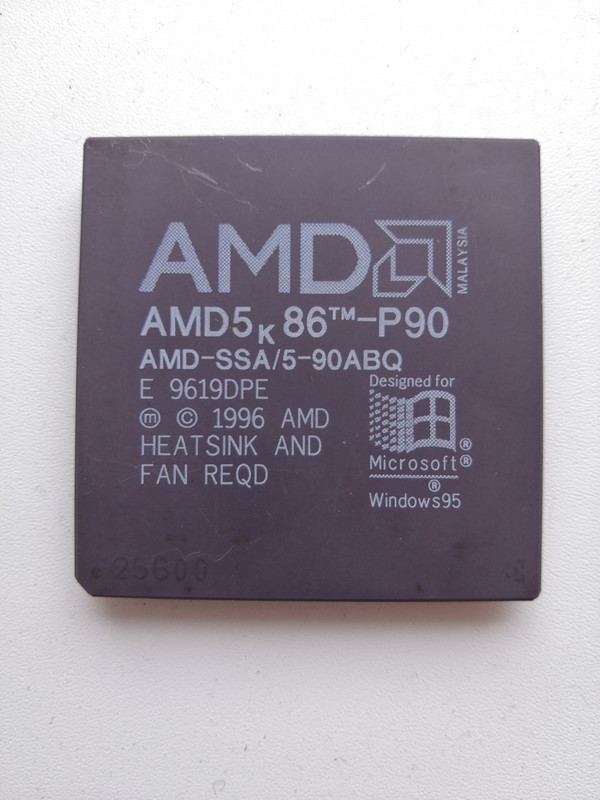 AMD
MALAYSIA
AMD5K86™-P90
AMD-SSA/5-90ABQ
E 9619DPE
ⓜ © 1996 AMD
HEATSINK AND
FAN REQD
Designed for
®
Microsoft®
®
Windows95
25600